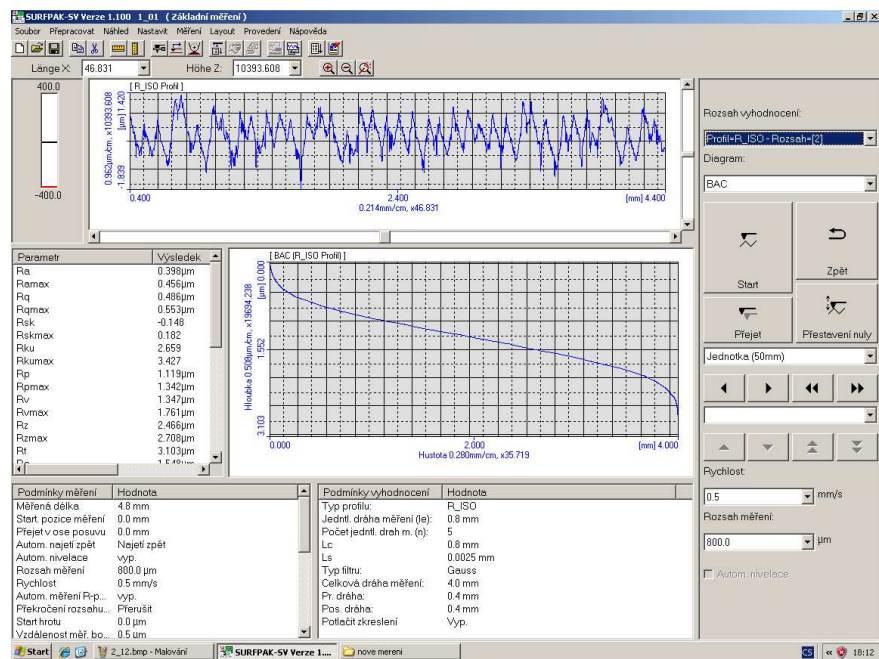 SURFPAK-SV Verze 1.100 1_01 ( Základní měření )
Soubor Přepracovat Náhled Nastavit Měření Layout Provedení Nápověda
Länge X: 46.831 Höhe Z: 10393.608
400.0
-400.0
[ R_ISO Profil ]
0.962µm/cm, x10393.608
-1.839 [µm] 1.420
0.400 2.400 [mm] 4.400
0.214mm/cm, x46.831
Rozsah vyhodnocení:
Profil=R_ISO - Rozsah=[2]
Diagram:
BAC
Start
Zpět
Přejet
Přestavení nuly
Jednotka (50mm)
Rychlost:
0.5 mm/s
Rozsah měření:
800.0 µm
Autom. nivelace
Parametr Výsledek
Ra 0.398µm
Ramax 0.456µm
Rq 0.486µm
Rqmax 0.553µm
Rsk -0.148
Rskmax 0.182
Rku 2.659
Rkumax 3.427
Rp 1.119µm
Rpmax 1.342µm
Rv 1.347µm
Rvmax 1.761µm
Rz 2.466µm
Rzmax 2.708µm
Rt 3.103µm
[ BAC (R_ISO Profil) ]
Hloubka 0.508µm/cm, x19694.238
3.103 1.552 [µm] 0.000
0.000 2.000 [mm] 4.000
Hustota 0.280mm/cm, x35.719
Podmínky měření Hodnota
Měřená délka 4.8 mm
Start. pozice měření 0.0 mm
Přejet v ose posuvu 0.0 mm
Autom. najetí zpět Najetí zpět
Autom. nivelace vyp.
Rozsah měření 800.0 µm
Rychlost 0.5 mm/s
Autom. měření R-p... vyp.
Překročení rozsahu... Přerušit
Start hrotu 0.0 µm
Vzdálenost měř. bo... 0.5 um
Podmínky vyhodnocení Hodnota
Typ profilu: R_ISO
Jedntl. dráha měření (le): 0.8 mm
Počet jedntl. drah m. (n): 5
Lc 0.8 mm
Ls 0.0025 mm
Typ filtru: Gauss
Celková dráha měření: 4.0 mm
Pr. dráha: 0.4 mm
Pos. dráha: 0.4 mm
Potlačit zkreslení Vyp.
Start 2_12.bmp - Malování SURFPAK-SV Verze 1.... nove mereni CS 18:12